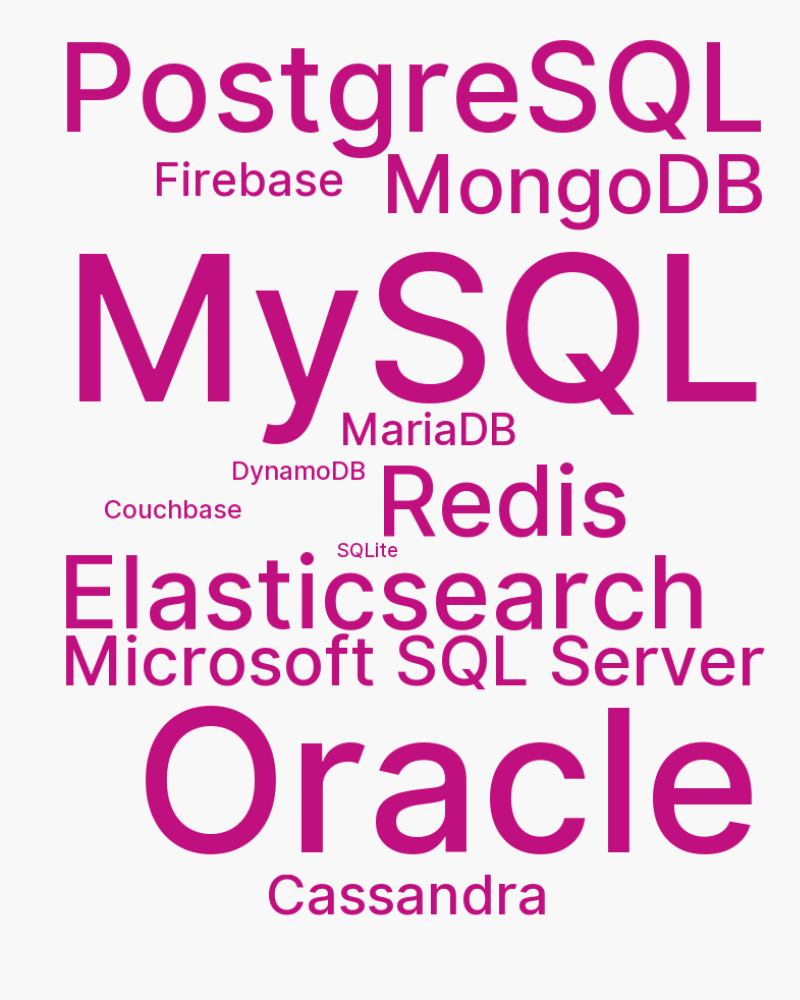 PostgreSQL
Firebase MongoDB
MySQL
MariaDB
DynamoDB
Redis
Couchbase
SQLite
Elasticsearch
Microsoft SQL Server
Oracle
Cassandra